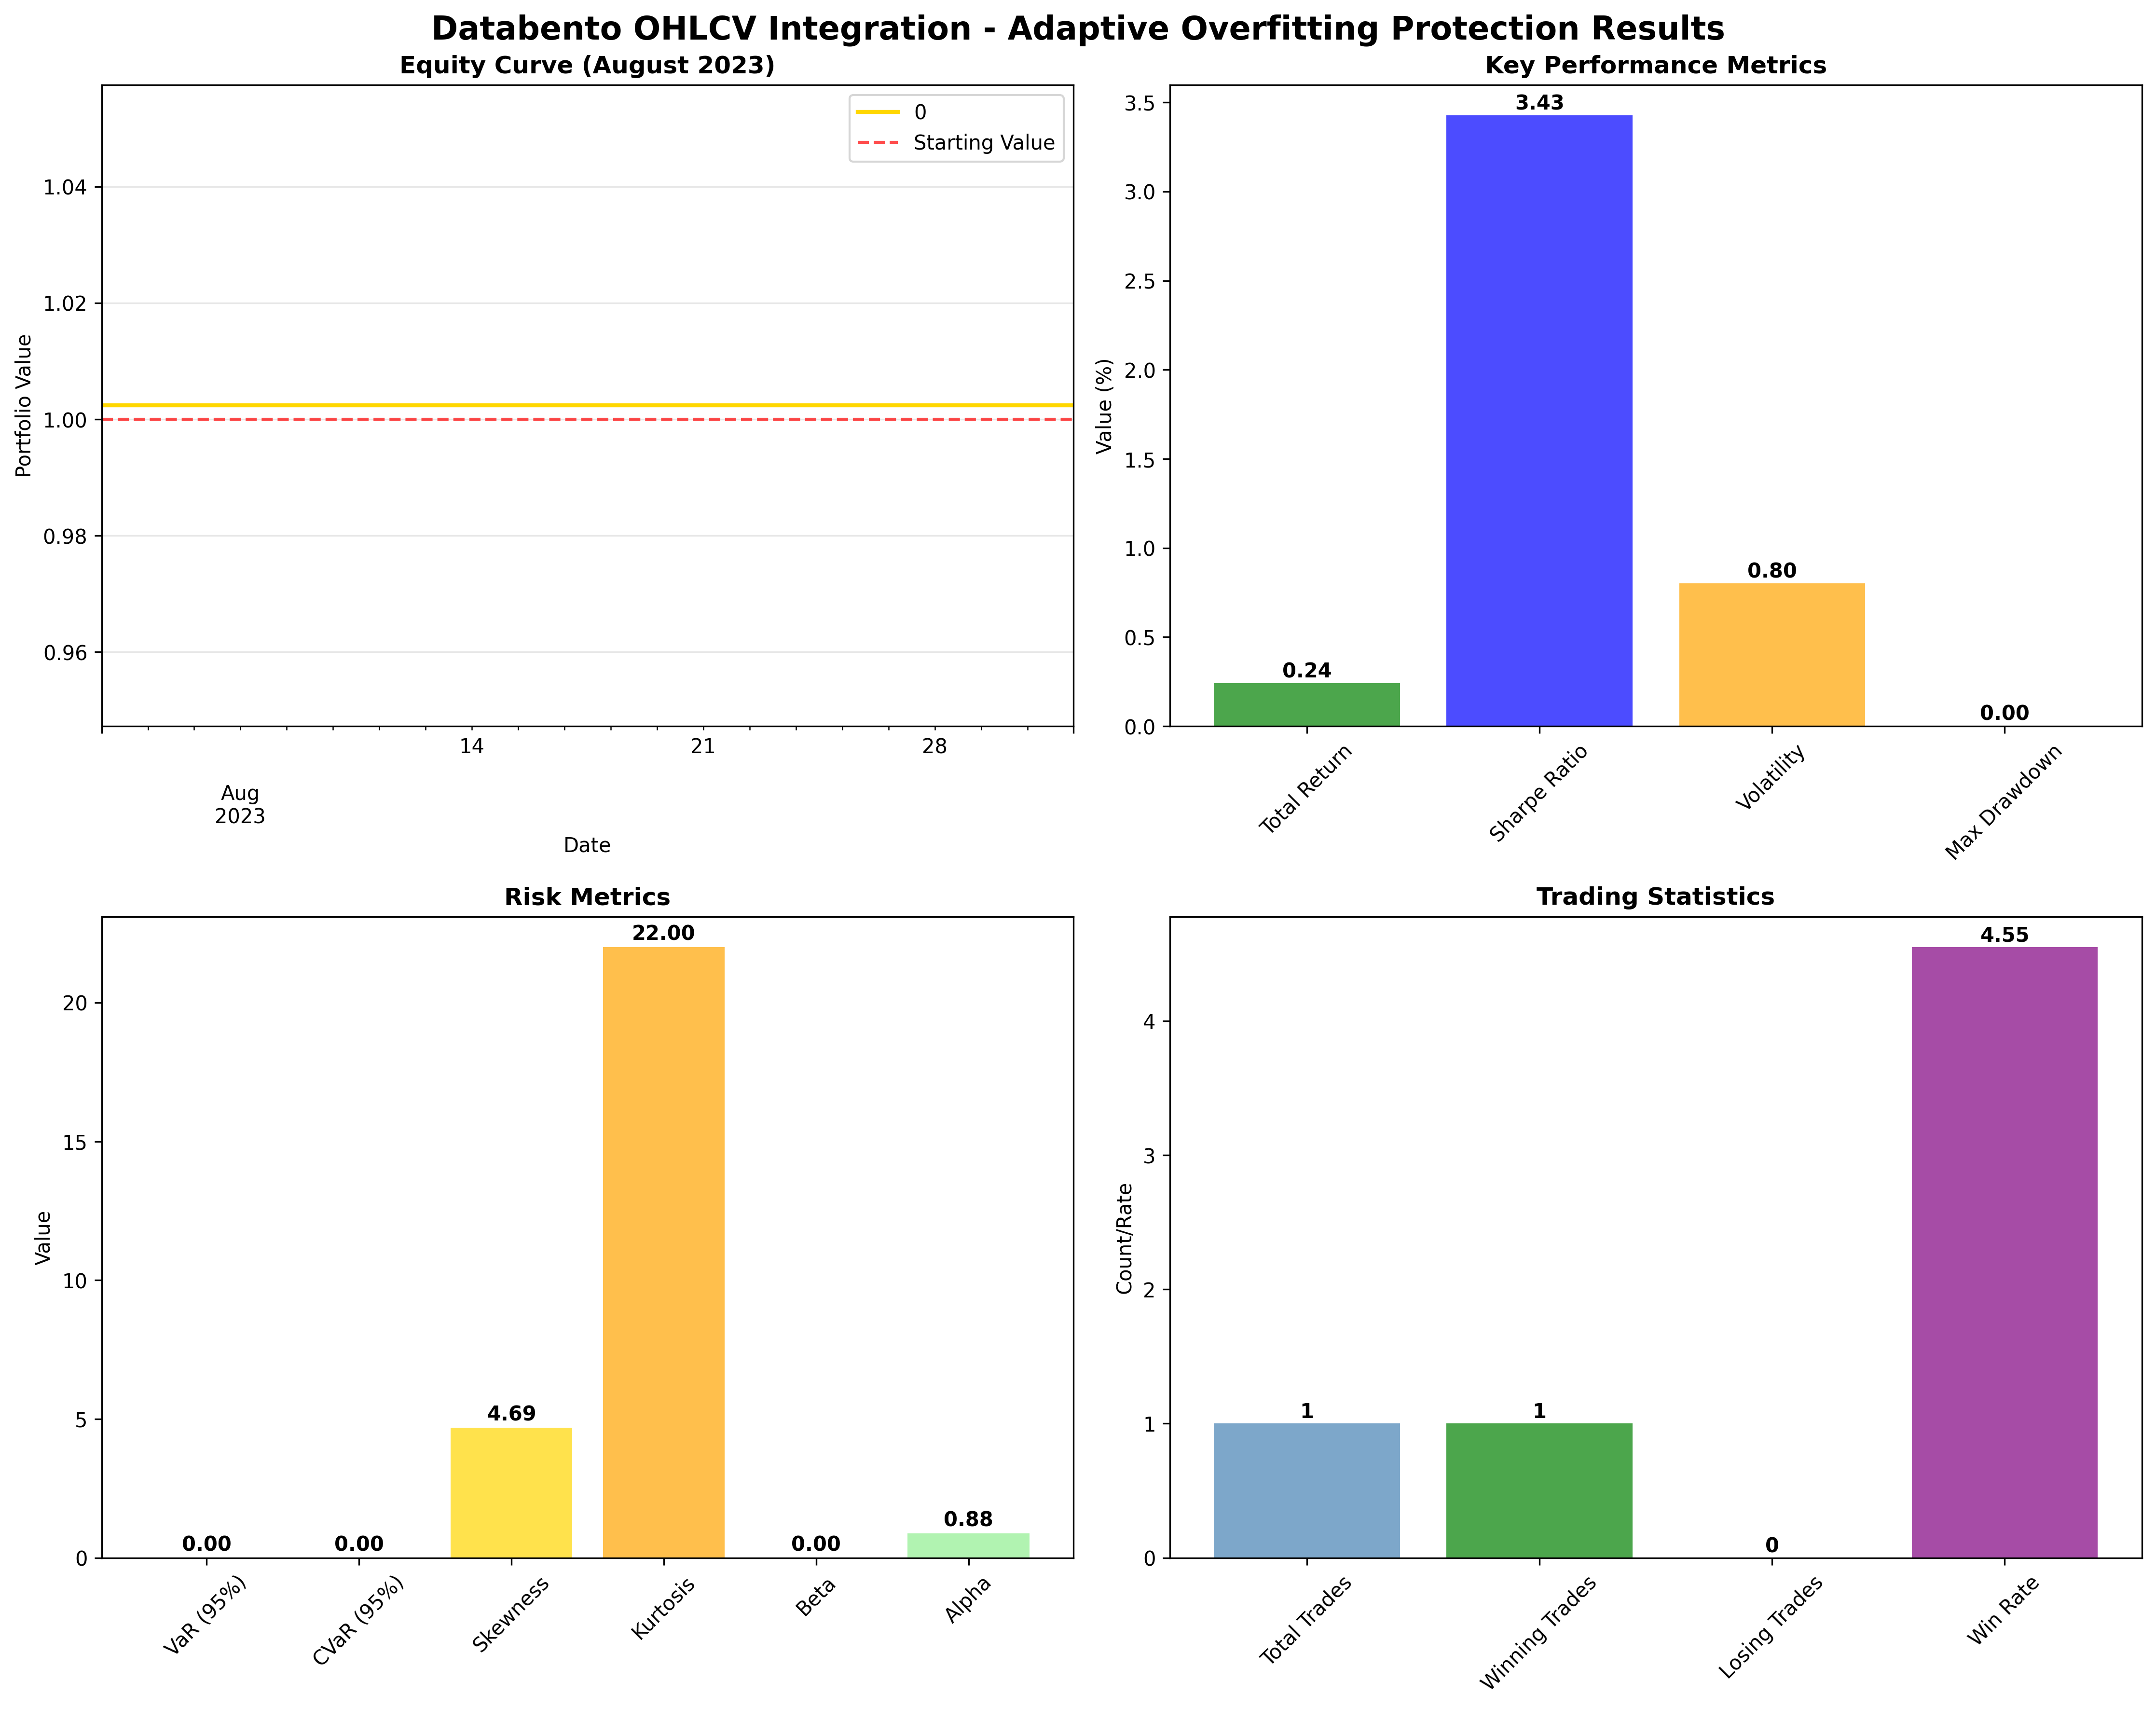 Databento OHLCV Integration - Adaptive Overfitting Protection Results
Equity Curve (August 2023)
0
Starting Value
1.04
1.02
1.00
0.98
0.96
Portfolio Value
14
21
28
Aug
2023
Date
Key Performance Metrics
3.5
3.0
2.5
2.0
1.5
1.0
0.5
0.0
Value (%)
0.24
3.43
0.80
0.00
Total Return
Sharpe Ratio
Volatility
Max Drawdown
Risk Metrics
20
15
10
5
0
Value
0.00
0.00
4.69
22.00
0.00
0.88
VaR (95%)
CVaR (95%)
Skewness
Kurtosis
Beta
Alpha
Trading Statistics
4
3
2
1
0
Count/Rate
1
1
0
4.55
Total Trades
Winning Trades
Losing Trades
Win Rate